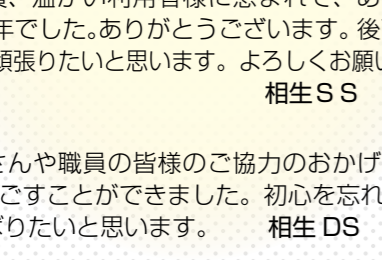 、温かい利用者様に恵まれて、あ
年でした。ありがとうございます。後
頑張りたいと思います。よろしくお願い
相生ＳＳ
さんや職員の皆様のご協力のおかげ
ごすことができました。初心を忘れ
ばりたいと思います。　相生 DS